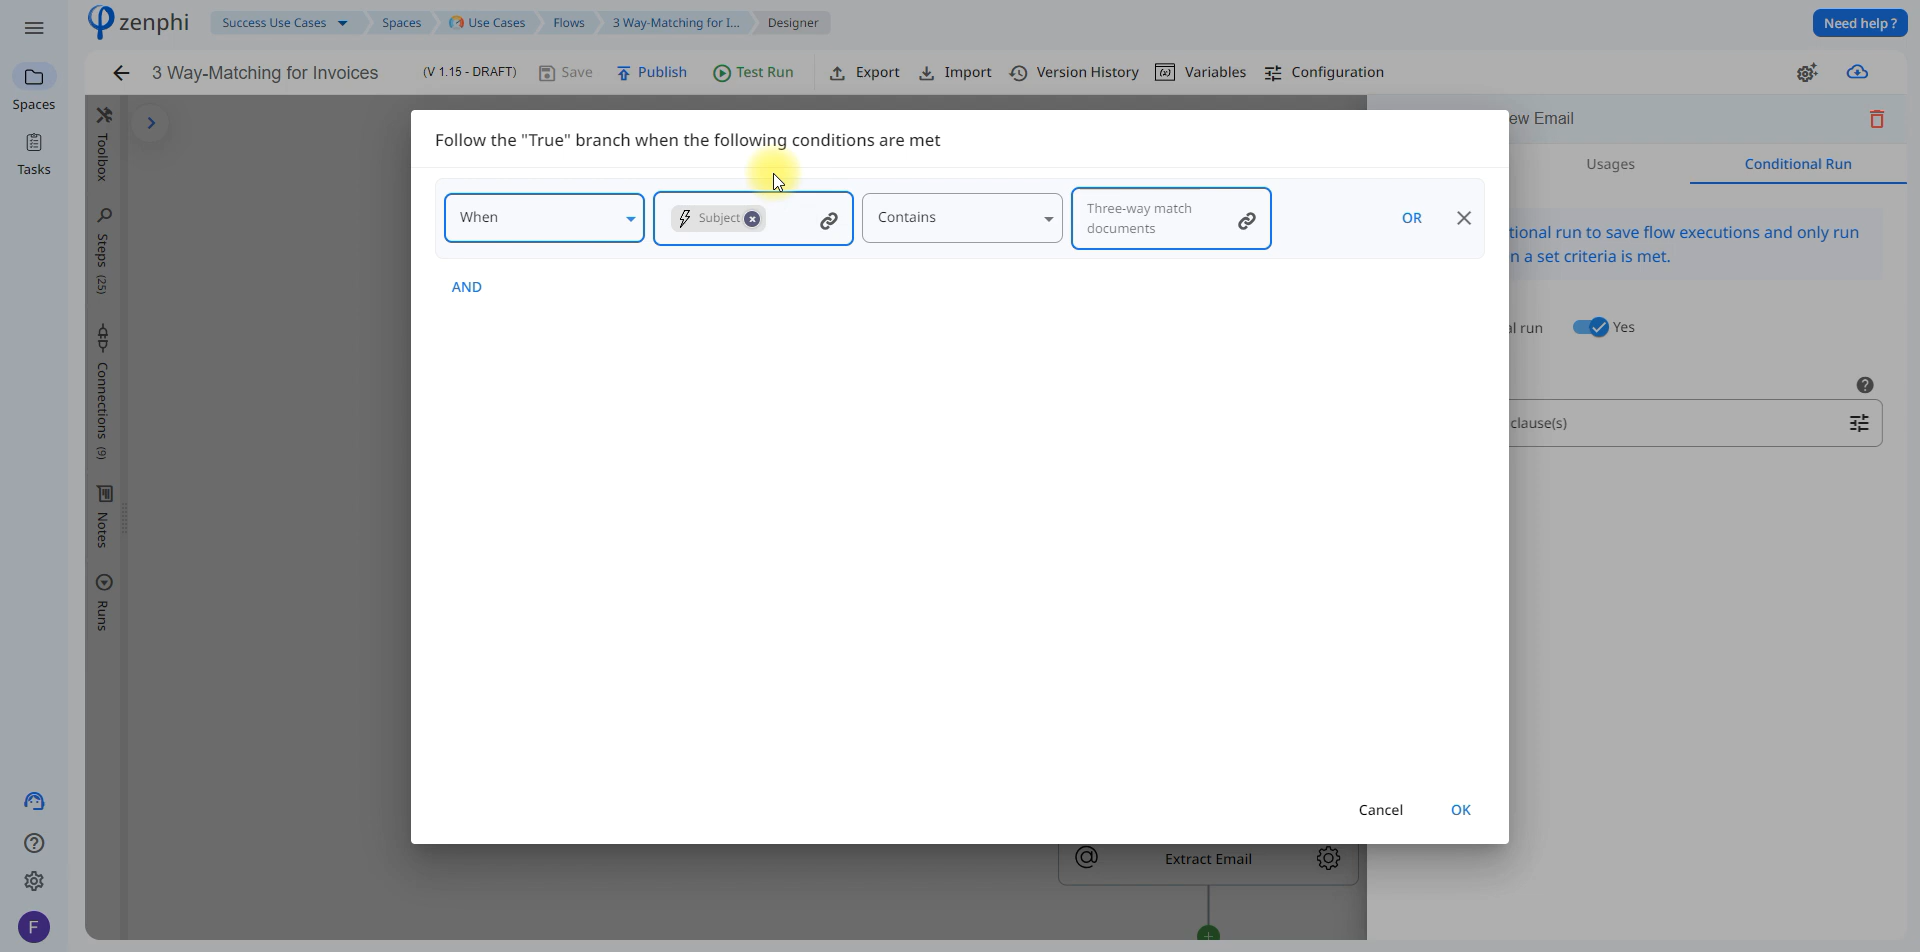 zenphi
Success Use Cases
Spaces
Use Cases
Flows
3 Way-Matching for I...
Designer
Need help ?
3 Way-Matching for Invoices
(V 1.15 - DRAFT)
Save
Publish
Test Run
Export
Import
Version History
Variables
Configuration
Spaces
Tasks
Toolbox
Steps (25)
Connections (9)
Notes
Runs
Follow the "True" branch when the following conditions are met
When
Subject
Contains
Three-way match
documents
OR
AND
Cancel
OK
ew Email
Usages
Conditional Run
tional run to save flow executions and only run
n a set criteria is met.
al run
Yes
clause(s)
Extract Email
F